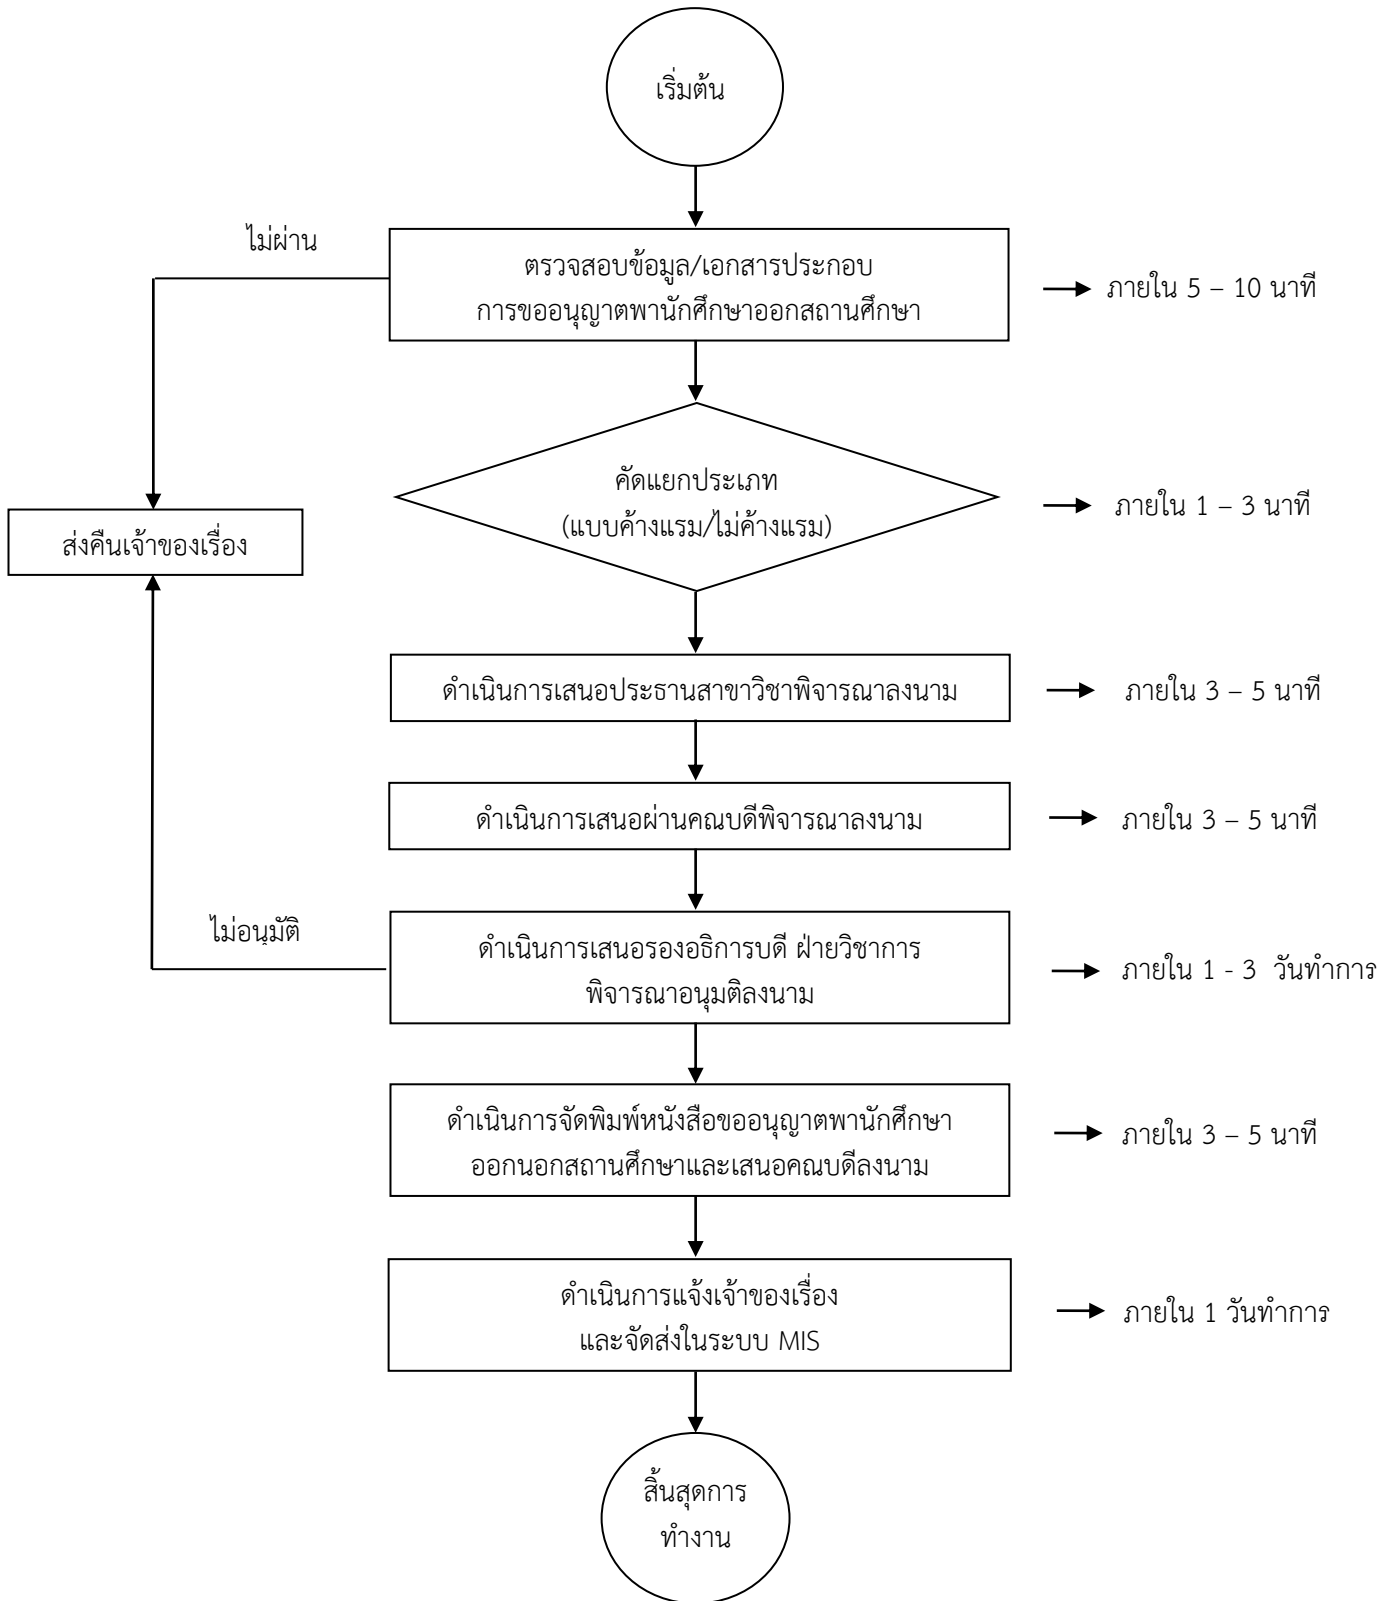 เริ่มต้น
ไม่ผ่าน
ตรวจสอบข้อมูล/เอกสารประกอบ
การขออนุญาตพานักศึกษาออกสถานศึกษา
ภายใน 5 – 10 นาที
คัดแยกประเภท
(แบบค้างแรม/ไม่ค้างแรม)
ภายใน 1 – 3 นาที
ส่งคืนเจ้าของเรื่อง
ดำเนินการเสนอประธานสาขาวิชาพิจารณาลงนาม
ภายใน 3 – 5 นาที
ดำเนินการเสนอผ่านคณบดีพิจารณาลงนาม
ภายใน 3 – 5 นาที
ไม่อนุมัติ
ดำเนินการเสนอรองอธิการบดี ฝ่ายวิชาการ
พิจารณาอนุมติลงนาม
ภายใน 1 - 3 วันทำการ
ดำเนินการจัดพิมพ์หนังสือขออนุญาตพานักศึกษา
ออกนอกสถานศึกษาและเสนอคณบดีลงนาม
ภายใน 3 – 5 นาที
ดำเนินการแจ้งเจ้าของเรื่อง
และจัดส่งในระบบ MIS
ภายใน 1 วันทำการ
สิ้นสุดการ
ทำงาน